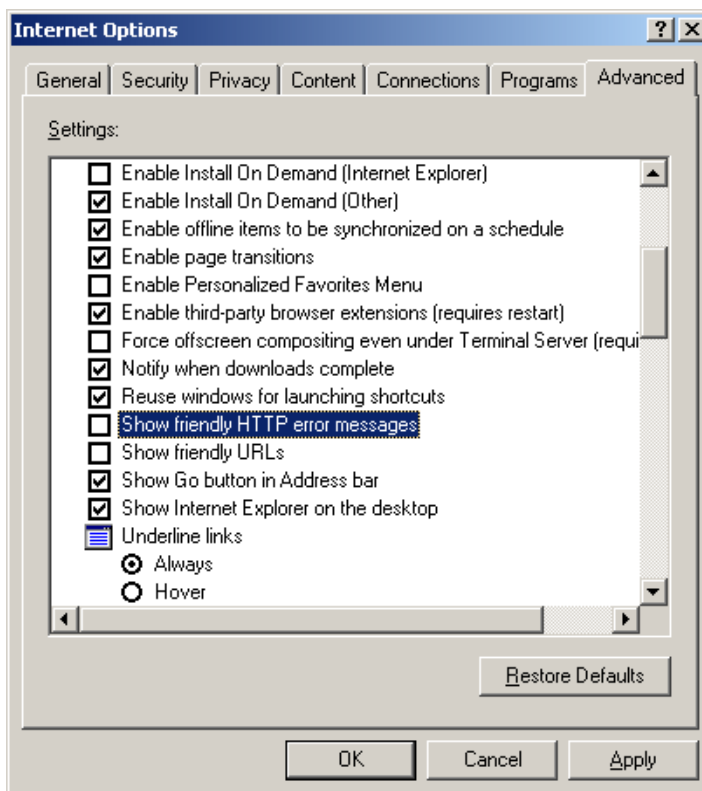 Internet Options
General Security Privacy Content Connections Programs Advanced
Settings:
Enable Install On Demand (Internet Explorer)
Enable Install On Demand (Other)
Enable offline items to be synchronized on a schedule
Enable page transitions
Enable Personalized Favorites Menu
Enable third-party browser extensions (requires restart)
Force offscreen compositing even under Terminal Server (requi
Notify when downloads complete
Reuse windows for launching shortcuts
Show friendly HTTP error messages
Show friendly URLs
Show Go button in Address bar
Show Internet Explorer on the desktop
Underline links
Always
Hover
Restore Defaults
OK Cancel Apply